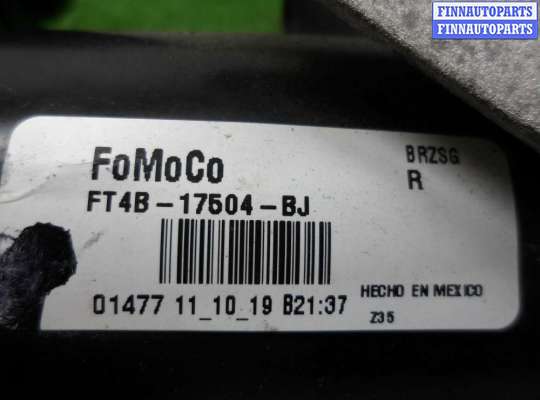 FINNAUTOPARTS
FINNAUTOPARTS
FoMoCo
BRZSG
R
FT4B-17504-BJ
01477 11_10_19 B21:37
HECHO EN MEXICO
Z35